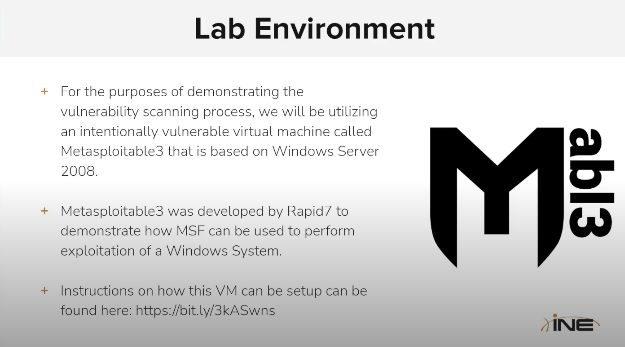 Lab Environment
+ For the purposes of demonstrating the
vulnerability scanning process, we will be utilizing
an intentionally vulnerable virtual machine called
Metasploitable3 that is based on Windows Server
2008.
+ Metasploitable3 was developed by Rapid7 to
demonstrate how MSF can be used to perform
exploitation of a Windows System.
+ Instructions on how this VM can be setup can be
found here: https://bit.ly/3kASwns
M
abl3
INE